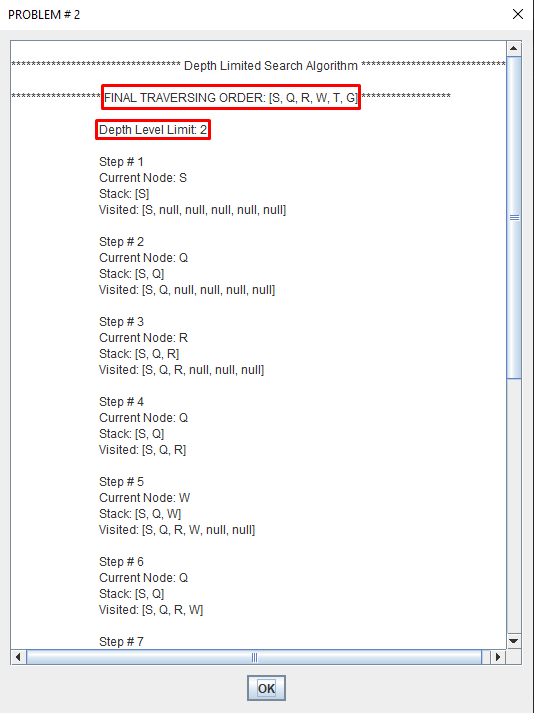 PROBLEM # 2
********************************** Depth Limited Search Algorithm *****************************
******************FINAL TRAVERSING ORDER: [S, Q, R, W, T, G]******************
Depth Level Limit: 2
Step # 1
Current Node: S
Stack: [S]
Visited: [S, null, null, null, null, null]
Step # 2
Current Node: Q
Stack: [S, Q]
Visited: [S, Q, null, null, null, null]
Step # 3
Current Node: R
Stack: [S, Q, R]
Visited: [S, Q, R, null, null, null]
Step # 4
Current Node: Q
Stack: [S, Q]
Visited: [S, Q, R]
Step # 5
Current Node: W
Stack: [S, Q, W]
Visited: [S, Q, R, W, null, null]
Step # 6
Current Node: Q
Stack: [S, Q]
Visited: [S, Q, R, W]
Step # 7
OK